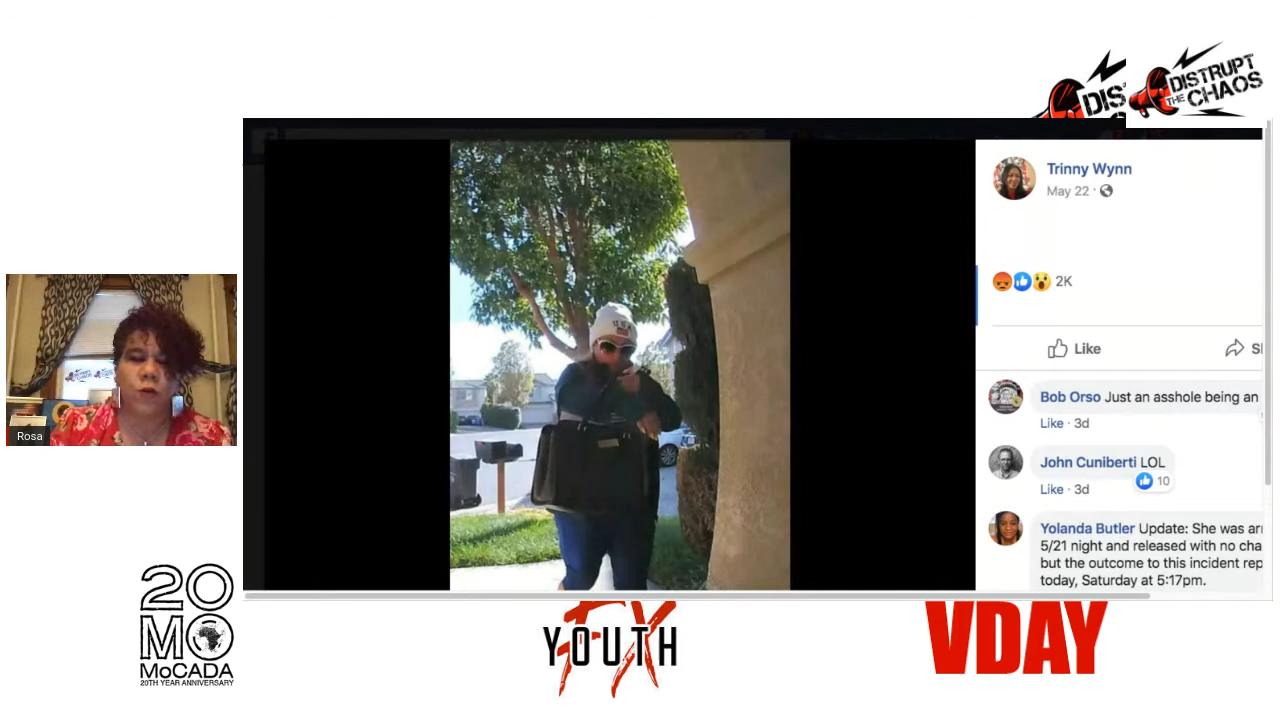 DIS
DISTRUPT
THE CHAOS
Trinny Wynn
May 22
2K
Like
Bob Orso Just an asshole being an
Like · 3d
John Cuniberti LOL
10
Like · 3d
Yolanda Butler Update: She was
5/21 night and released with no cha
but the outcome to this incident rep
today, Saturday at 5:17pm.
Rosa
20
MO
MoCADA
20TH YEAR ANNIVERSARY
FX
YOUTH
VDAY